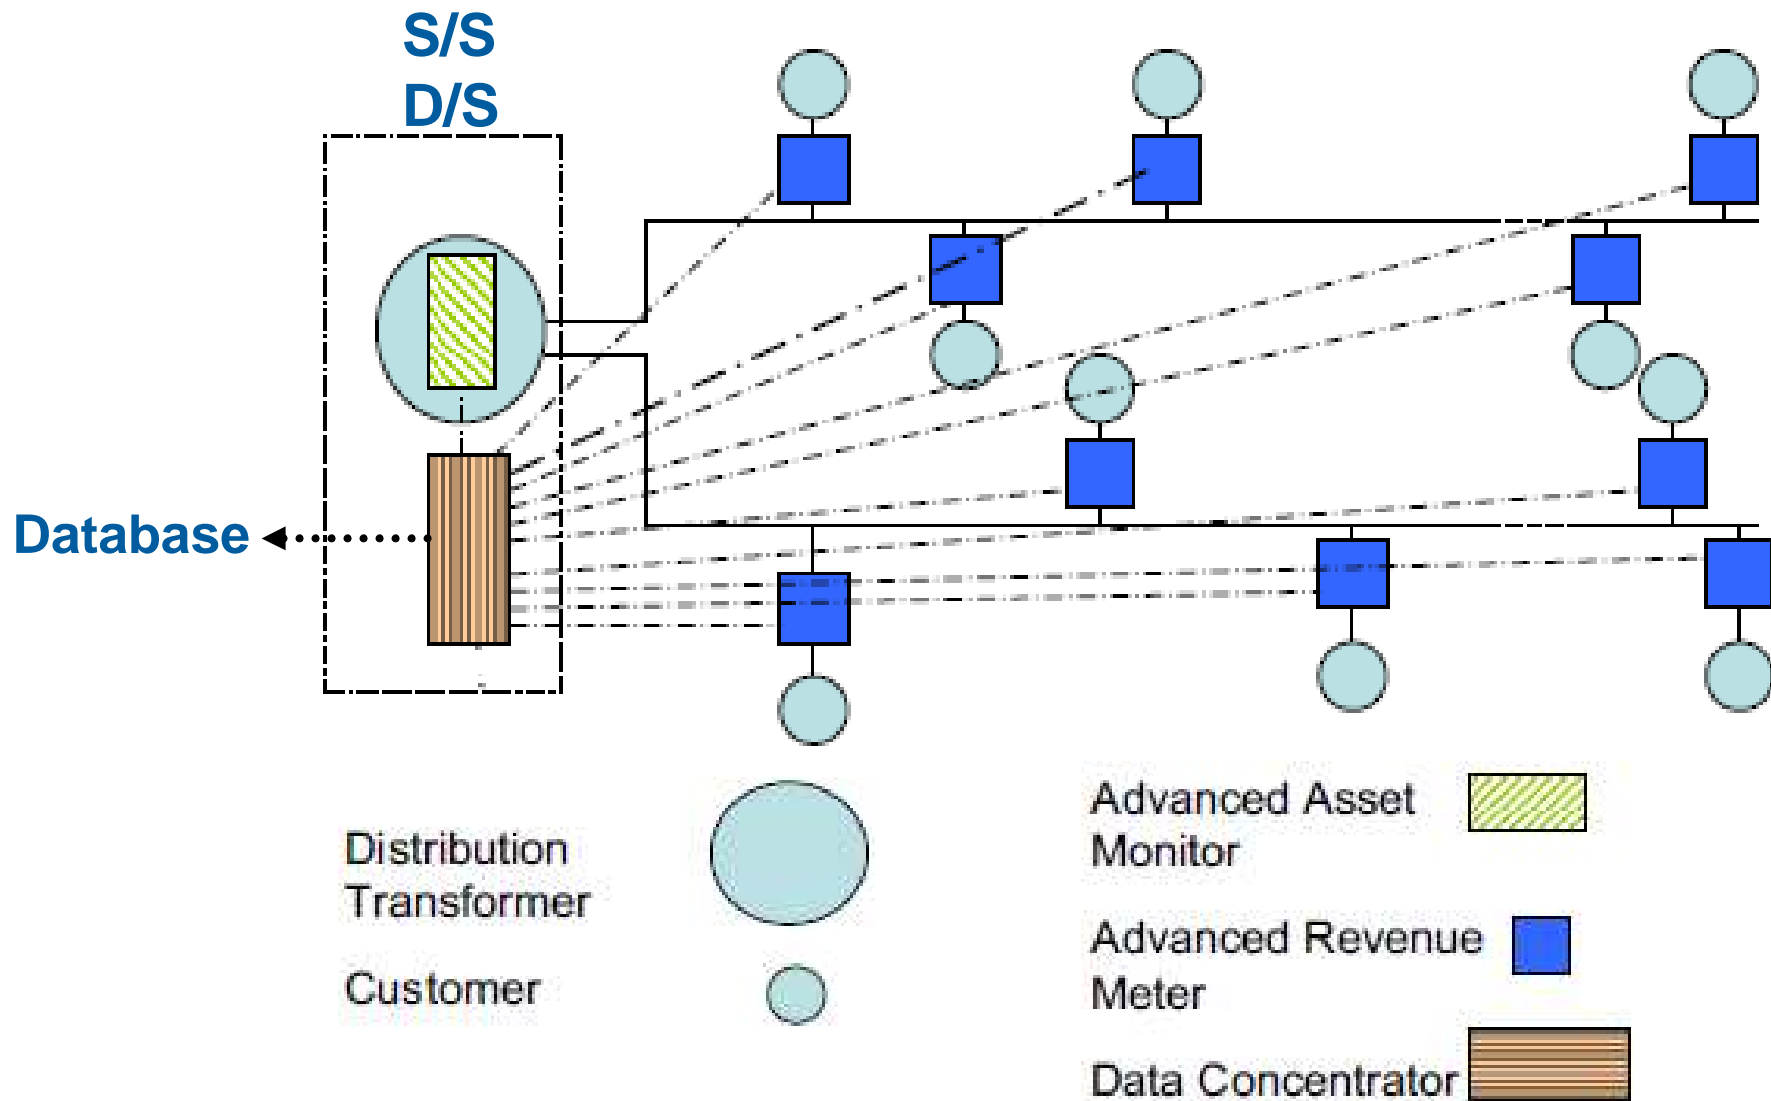 S/S
D/S
Database
Distribution
Transformer
Customer
Advanced Asset
Monitor
Advanced Revenue
Meter
Data Concentrator